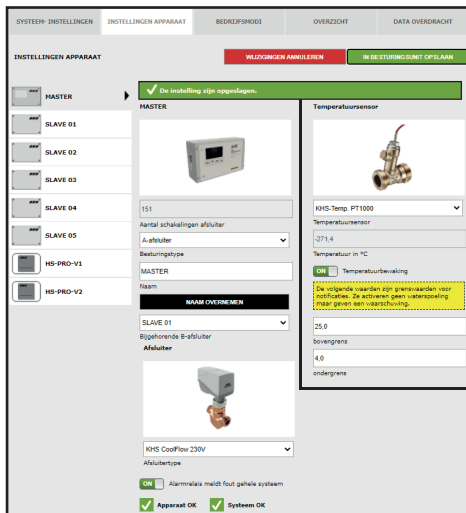 SYSTEEM- INSTELLINGEN
INSTELLINGEN APPARAAT
BEDRIJFSMODI
OVERZICHT
DATA OVERDRACHT
INSTELLINGEN APPARAAT
WIJZIGINGEN ANNULEREN
IN BESTURINGSUNIT OPSLAAN
MASTER
SLAVE 01
SLAVE 02
SLAVE 03
SLAVE 04
SLAVE 05
HS-PRO-V1
HS-PRO-V2
De instelling zijn opgeslagen.
MASTER
151
Aantal schakelingen afsluiter
A-afsluiter
Besturingstype
MASTER
Naam
NAAM OVERNEMEN
SLAVE 01
Bijgehorende B-afsluiter
Afsluiter
KHS CoolFlow 230V
Afsluitertype
ON Alarmrelais meldt fout gehele systeem
Apparaat OK
Systeem OK
Temperatuursensor
KHS-Temp. PT1000
Temperatuursensor
-271,4
Temperatuur in °C
ON Temperatuurbewaking
De volgende waarden zijn grenswaarden voor
notificaties. Ze activeren geen waterspoeling
maar geven een waarschuwing.
25,0
bovengrens
4,0
ondergrens